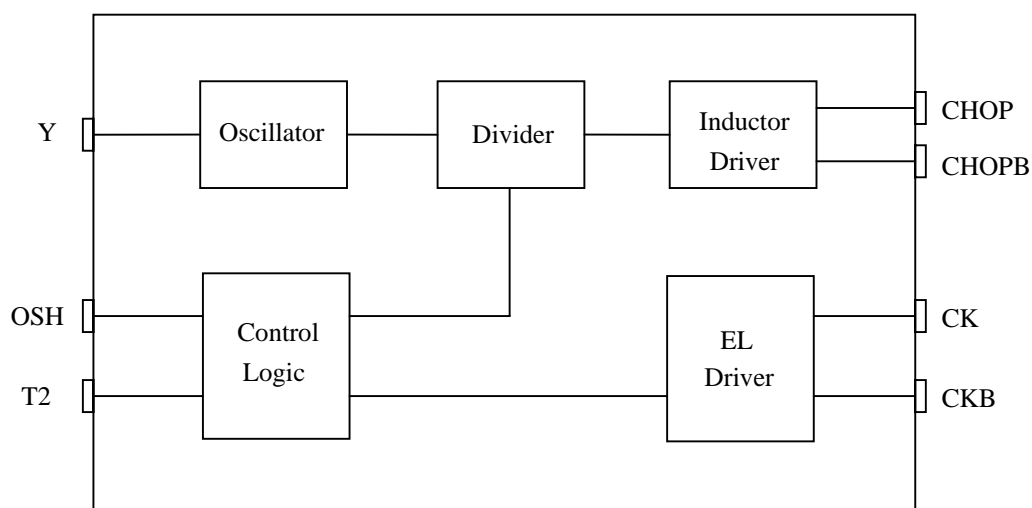 Y
Oscillator
Divider
Inductor
Driver
CHOP
CHOPB
OSH
T2
Control
Logic
EL
Driver
CK
CKB